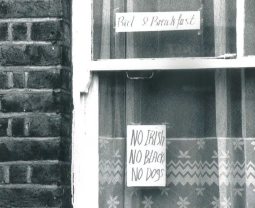 Bed & Breakfast
NO IRISH
NO BLACKS
NO DOGS